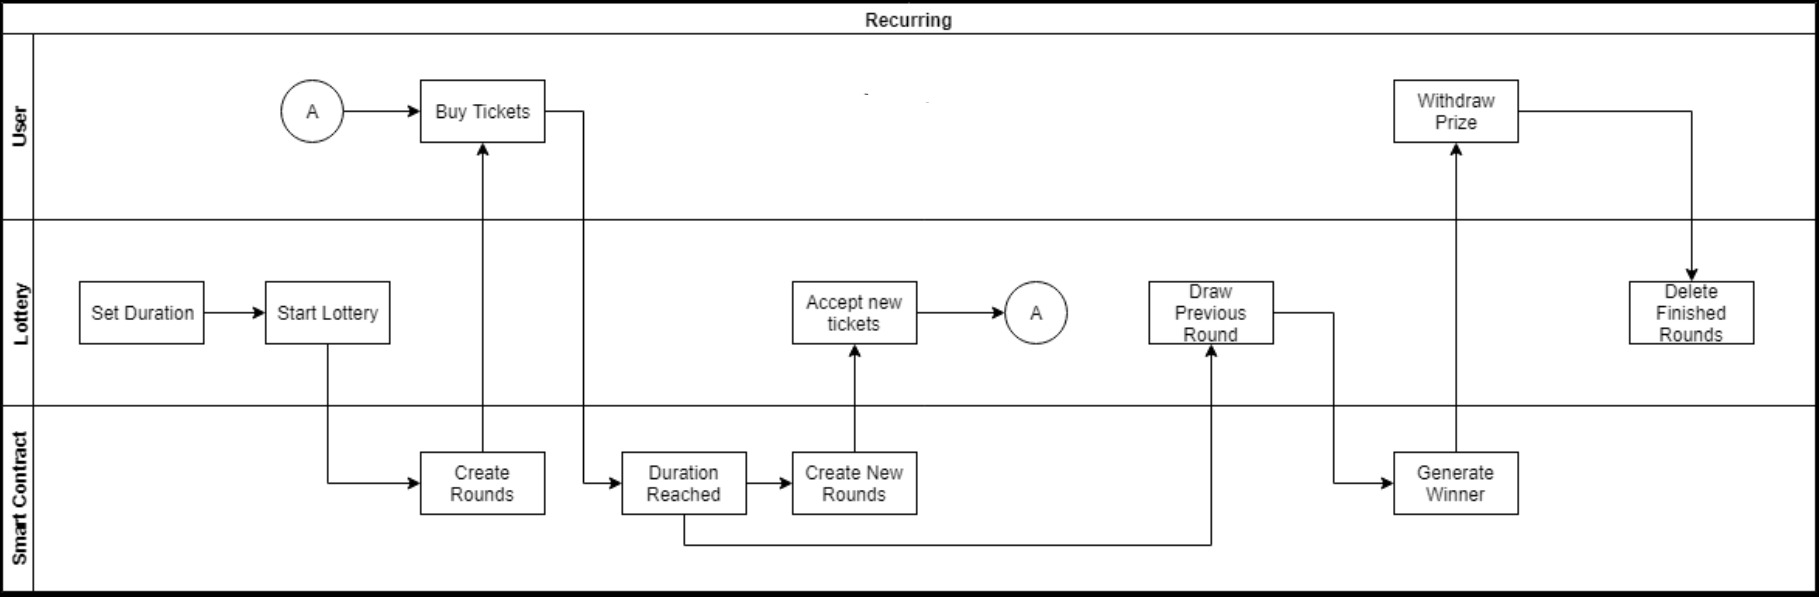 Recurring
User
A
Buy Tickets
Withdraw
Prize
Lottery
Set Duration
Start Lottery
Accept new
tickets
A
Draw
Previous
Round
Delete
Finished
Rounds
Smart Contract
Create
Rounds
Duration
Reached
Create New
Rounds
Generate
Winner